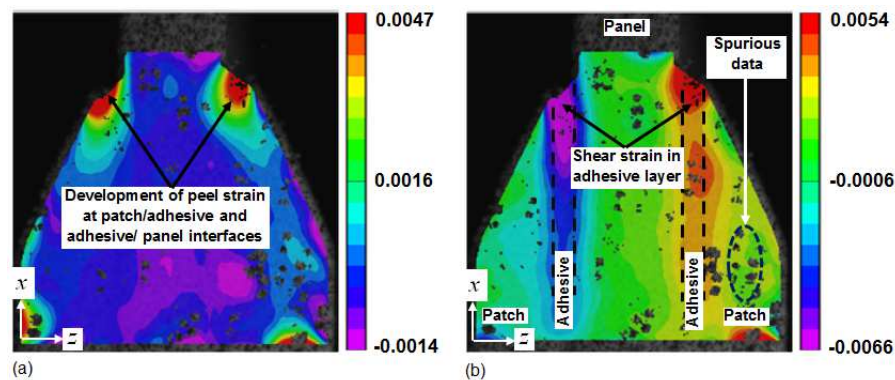 0.0047
0.0016
-0.0014
Development of peel strain
at patch/adhesive and
adhesive/ panel interfaces
x
z
(a)
Panel
Spurious
data
Shear strain in
adhesive layer
Adhesive
Adhesive
x
Patch
z
Patch
0.0054
-0.0006
-0.0066
(b)